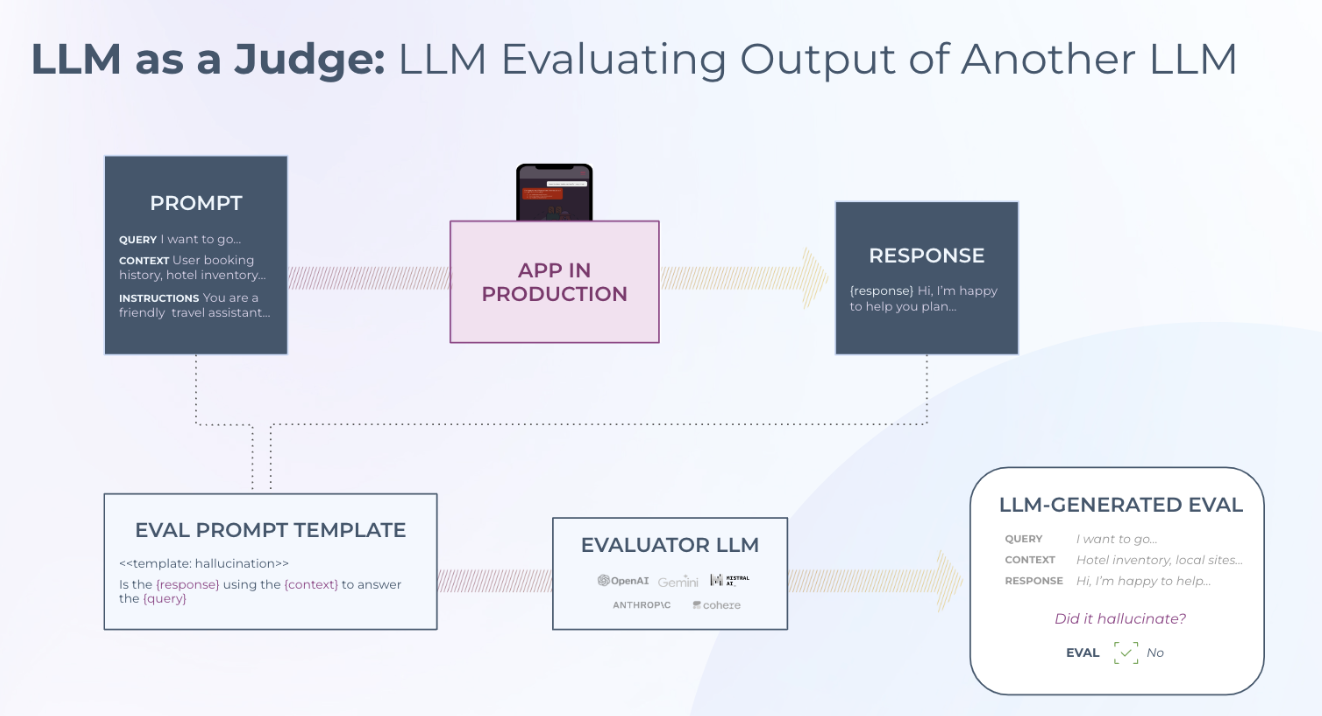 LLM as a Judge: LLM Evaluating Output of Another LLM
PROMPT
QUERY I want to go...
CONTEXT User booking
history, hotel inventory...
INSTRUCTIONS You are a
friendly travel assistant...
APP IN
PRODUCTION
RESPONSE
{response} Hi, I'm happy
to help you plan...
EVAL PROMPT TEMPLATE
<<template: hallucination>>
Is the {response} using the {context} to answer
the {query}
EVALUATOR LLM
OpenAI Gemini MISTRAL
AI_
ANTHROP\C cohere
LLM-GENERATED EVAL
QUERY I want to go...
CONTEXT Hotel inventory, local sites...
RESPONSE Hi, I'm happy to help...
Did it hallucinate?
EVAL No